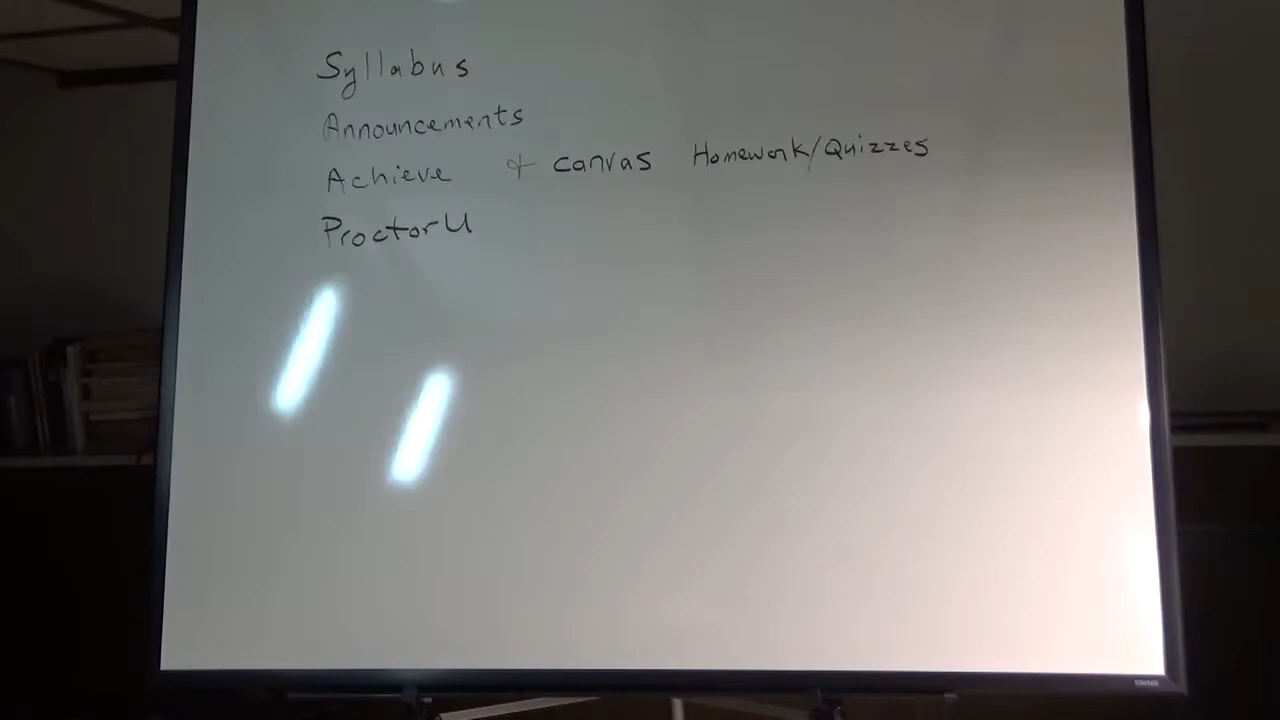 Syllabus
Announcements
Achieve & canvas Homework/Quizzes
ProctorU